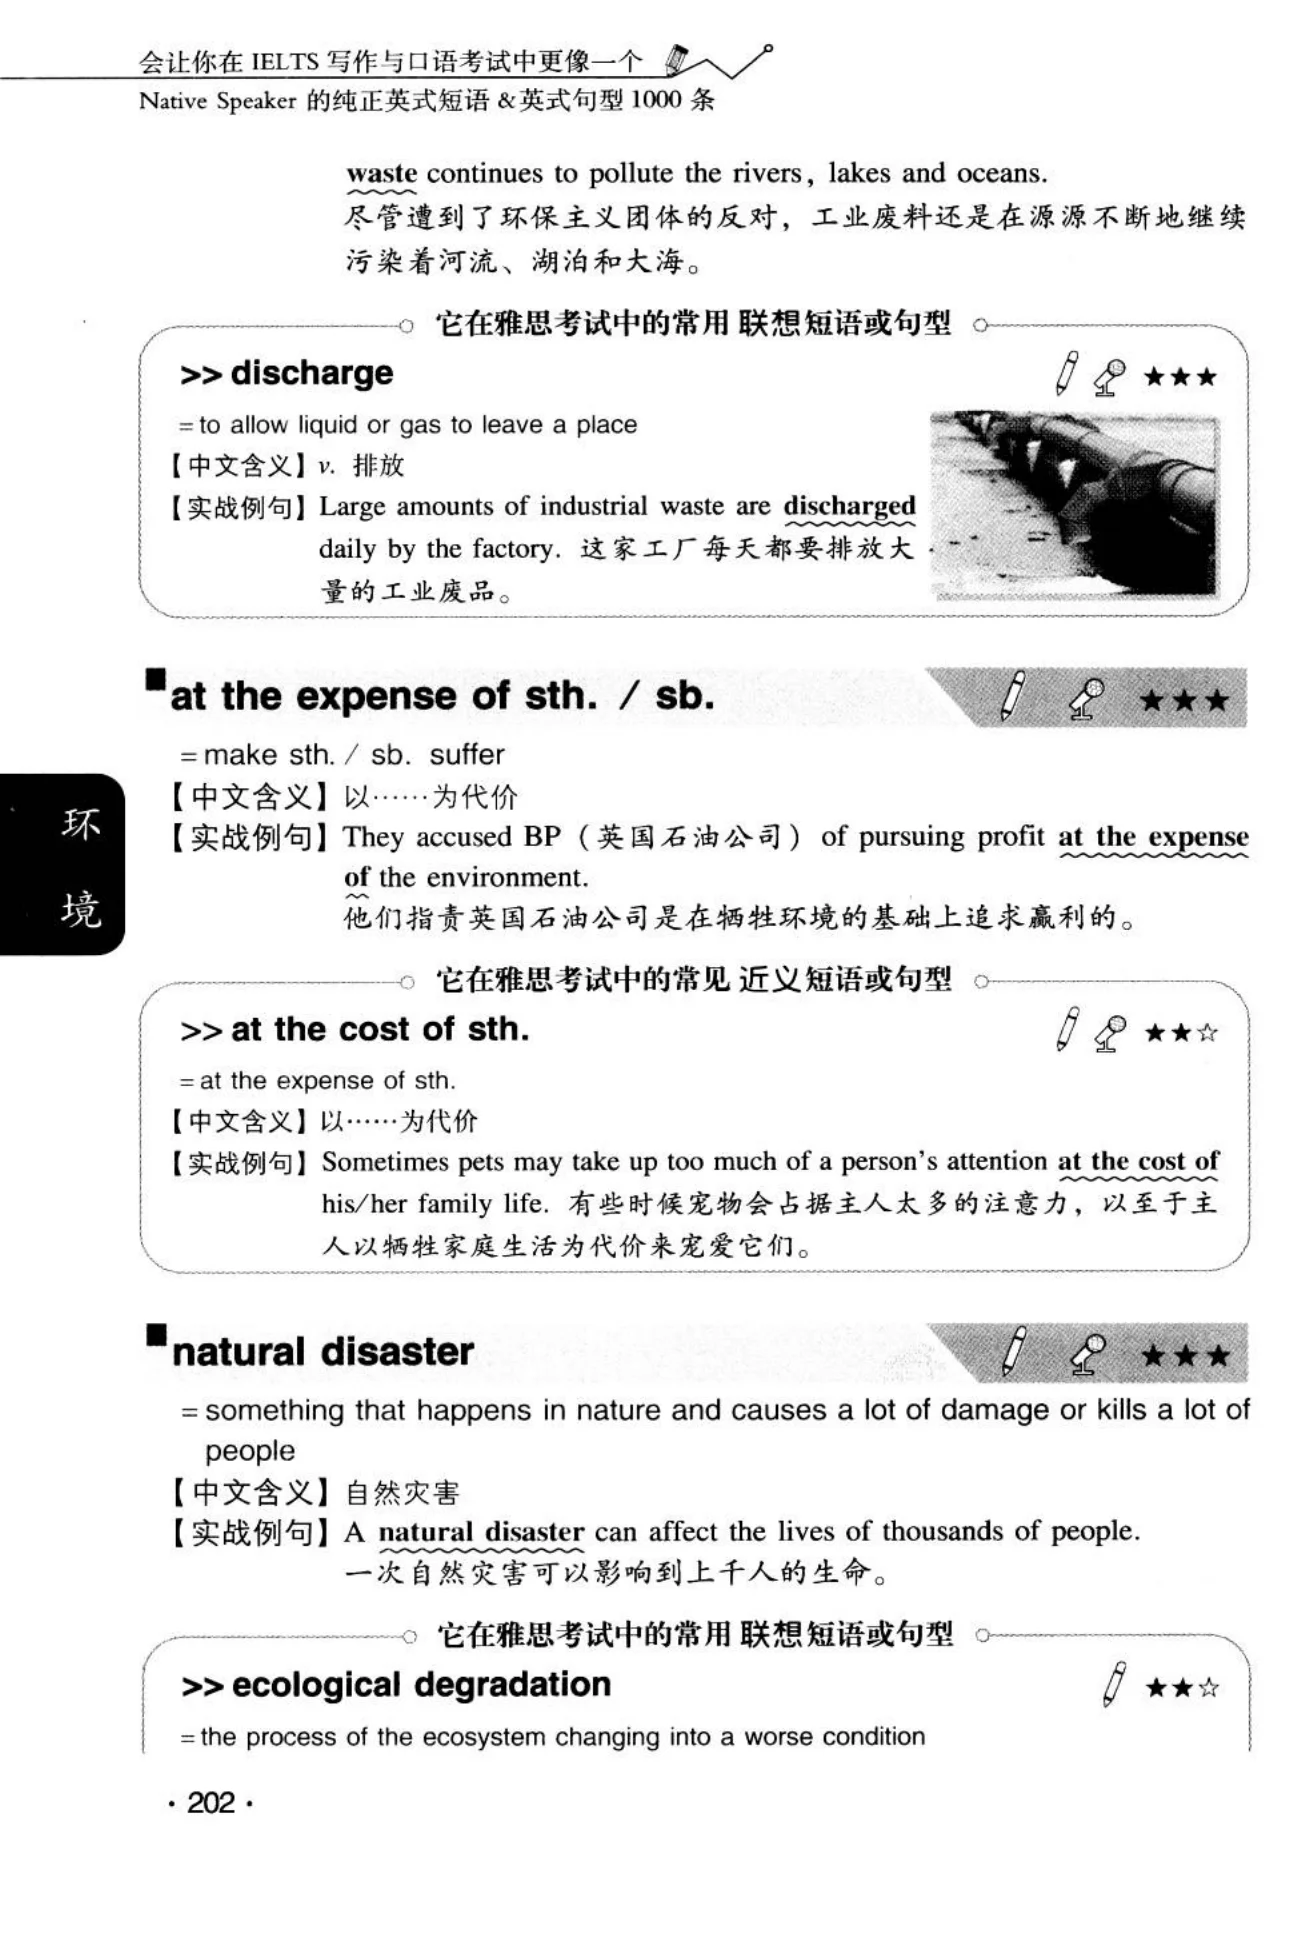 会让你在 IELTS 写作与口语考试中更像一个
Native Speaker 的纯正英式短语 &英式句型 1000 条
waste continues to pollute the rivers, lakes and oceans.
尽管遭到了环保主义团体的反对，工业废料还是在源源不断地继续
污染着河流、湖泊和大海。
它在雅思考试中的常用 联想短语或句型
>> discharge ★★★
= to allow liquid or gas to leave a place
【中文含义】v. 排放
【实战例句】Large amounts of industrial waste are discharged
daily by the factory. 这家工厂每天都要排放大
量的工业废品。
■at the expense of sth. / sb. ★★★
= make sth. / sb. suffer
【中文含义】以……为代价
【实战例句】They accused BP（英国石油公司）of pursuing profit at the expense
of the environment.
他们指责英国石油公司是在牺牲环境的基础上追求赢利的。
环
境
它在雅思考试中的常见 近义短语或句型
>> at the cost of sth. ★★☆
= at the expense of sth.
【中文含义】以……为代价
【实战例句】Sometimes pets may take up too much of a person's attention at the cost of
his/her family life. 有些时候宠物会占据主人太多的注意力，以至于主
人以牺牲家庭生活为代价来宠爱它们。
■natural disaster ★★★
= something that happens in nature and causes a lot of damage or kills a lot of
people
【中文含义】自然灾害
【实战例句】A natural disaster can affect the lives of thousands of people.
一次自然灾害可以影响到上千人的生命。
它在雅思考试中的常用 联想短语或句型
>> ecological degradation ★★☆
= the process of the ecosystem changing into a worse condition
· 202 ·